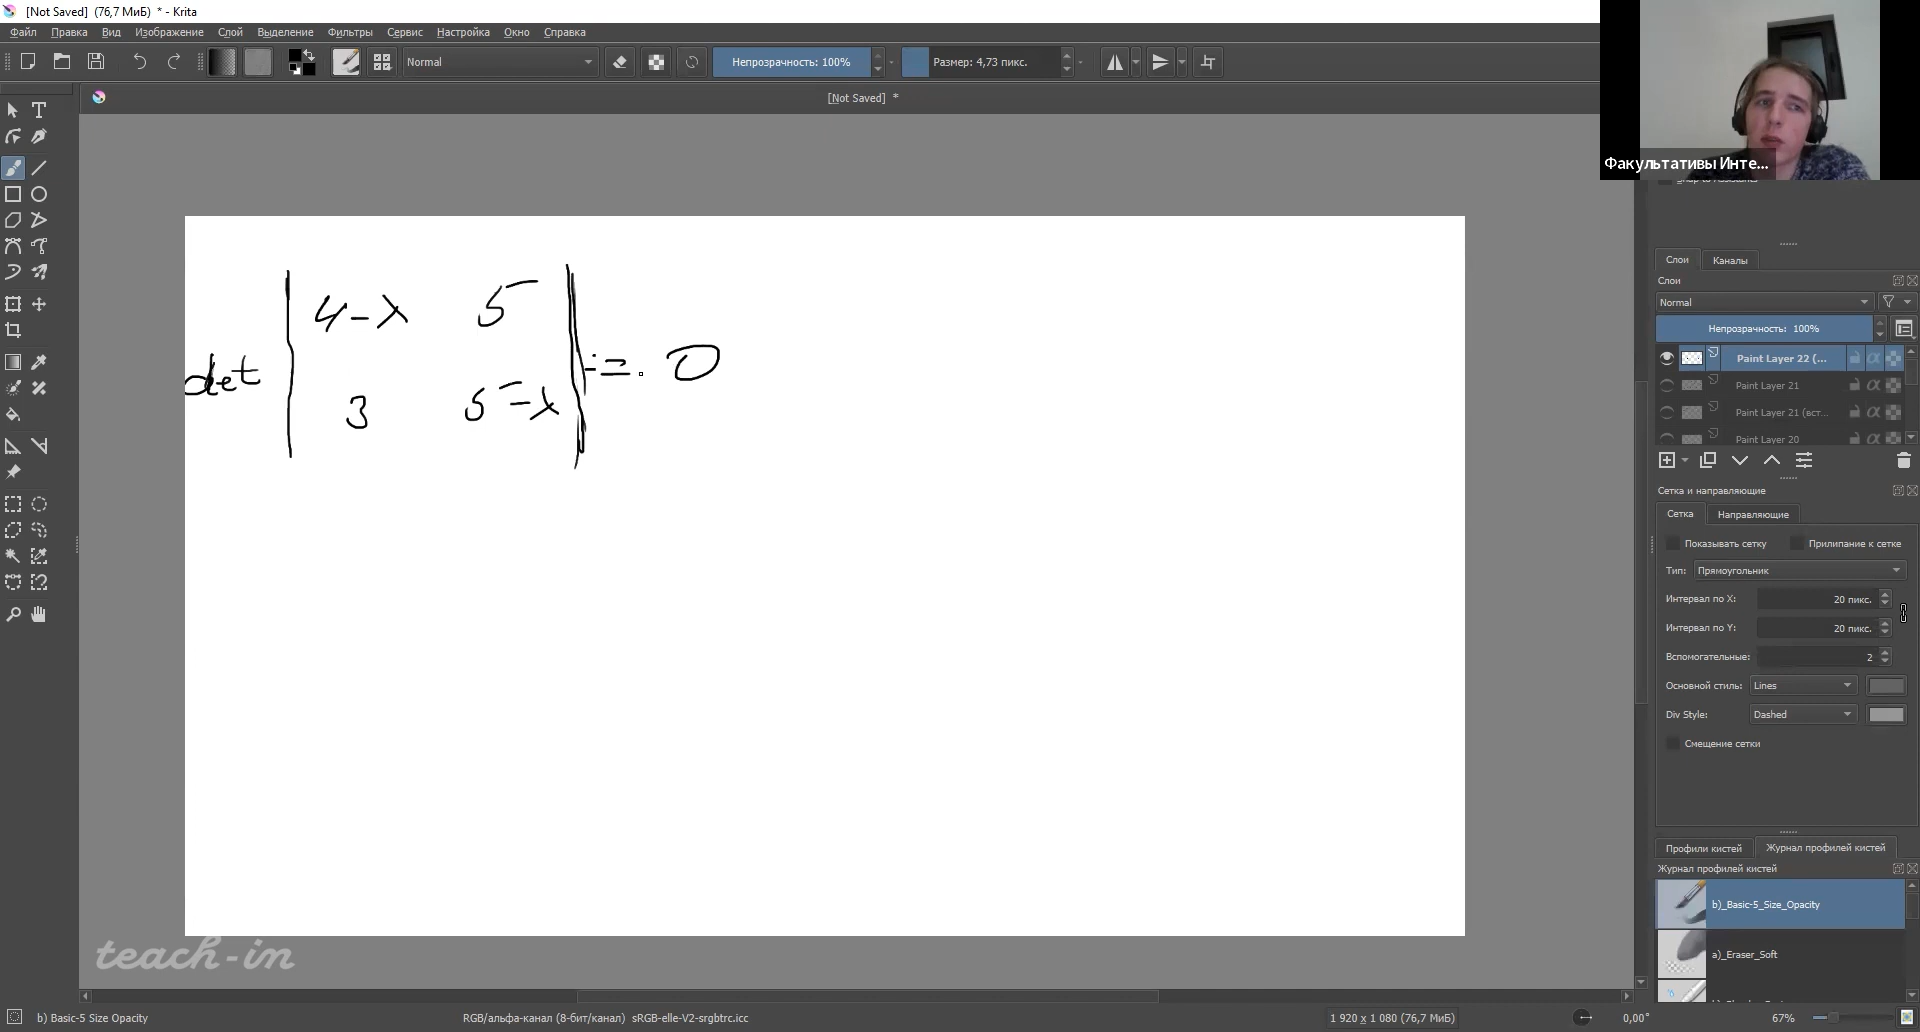 [Not Saved] (76,7 МиБ) * - Krita
Файл Правка Вид Изображение Слой Выделение Фильтры Сервис Настройка Окно Справка
Normal Непрозрачность: 100% Размер: 4,73 пикс.
[Not Saved] *
Факультативы Инте...
Слои Каналы
Слои
Normal
Непрозрачность: 100%
Paint Layer 22 (...
Paint Layer 21
Paint Layer 21 (вст...
Paint Layer 20
4-λ 5
det = 0
3 5-λ
Сетка и направляющие
Сетка Направляющие
Показывать сетку Прилипание к сетке
Тип: Прямоугольник
Интервал по X: 20 пикс.
Интервал по Y: 20 пикс.
Вспомогательные: 2
Основной стиль: Lines
Div Style: Dashed
Смещение сетки
Профили кистей Журнал профилей кистей
Журнал профилей кистей
b)_Basic-5_Size_Opacity
a)_Eraser_Soft
teach-in
b) Basic-5 Size Opacity RGB/альфа-канал (8-бит/канал) sRGB-elle-V2-srgbtrc.icc 1 920 x 1 080 (76,7 МиБ) 0,00° 67%